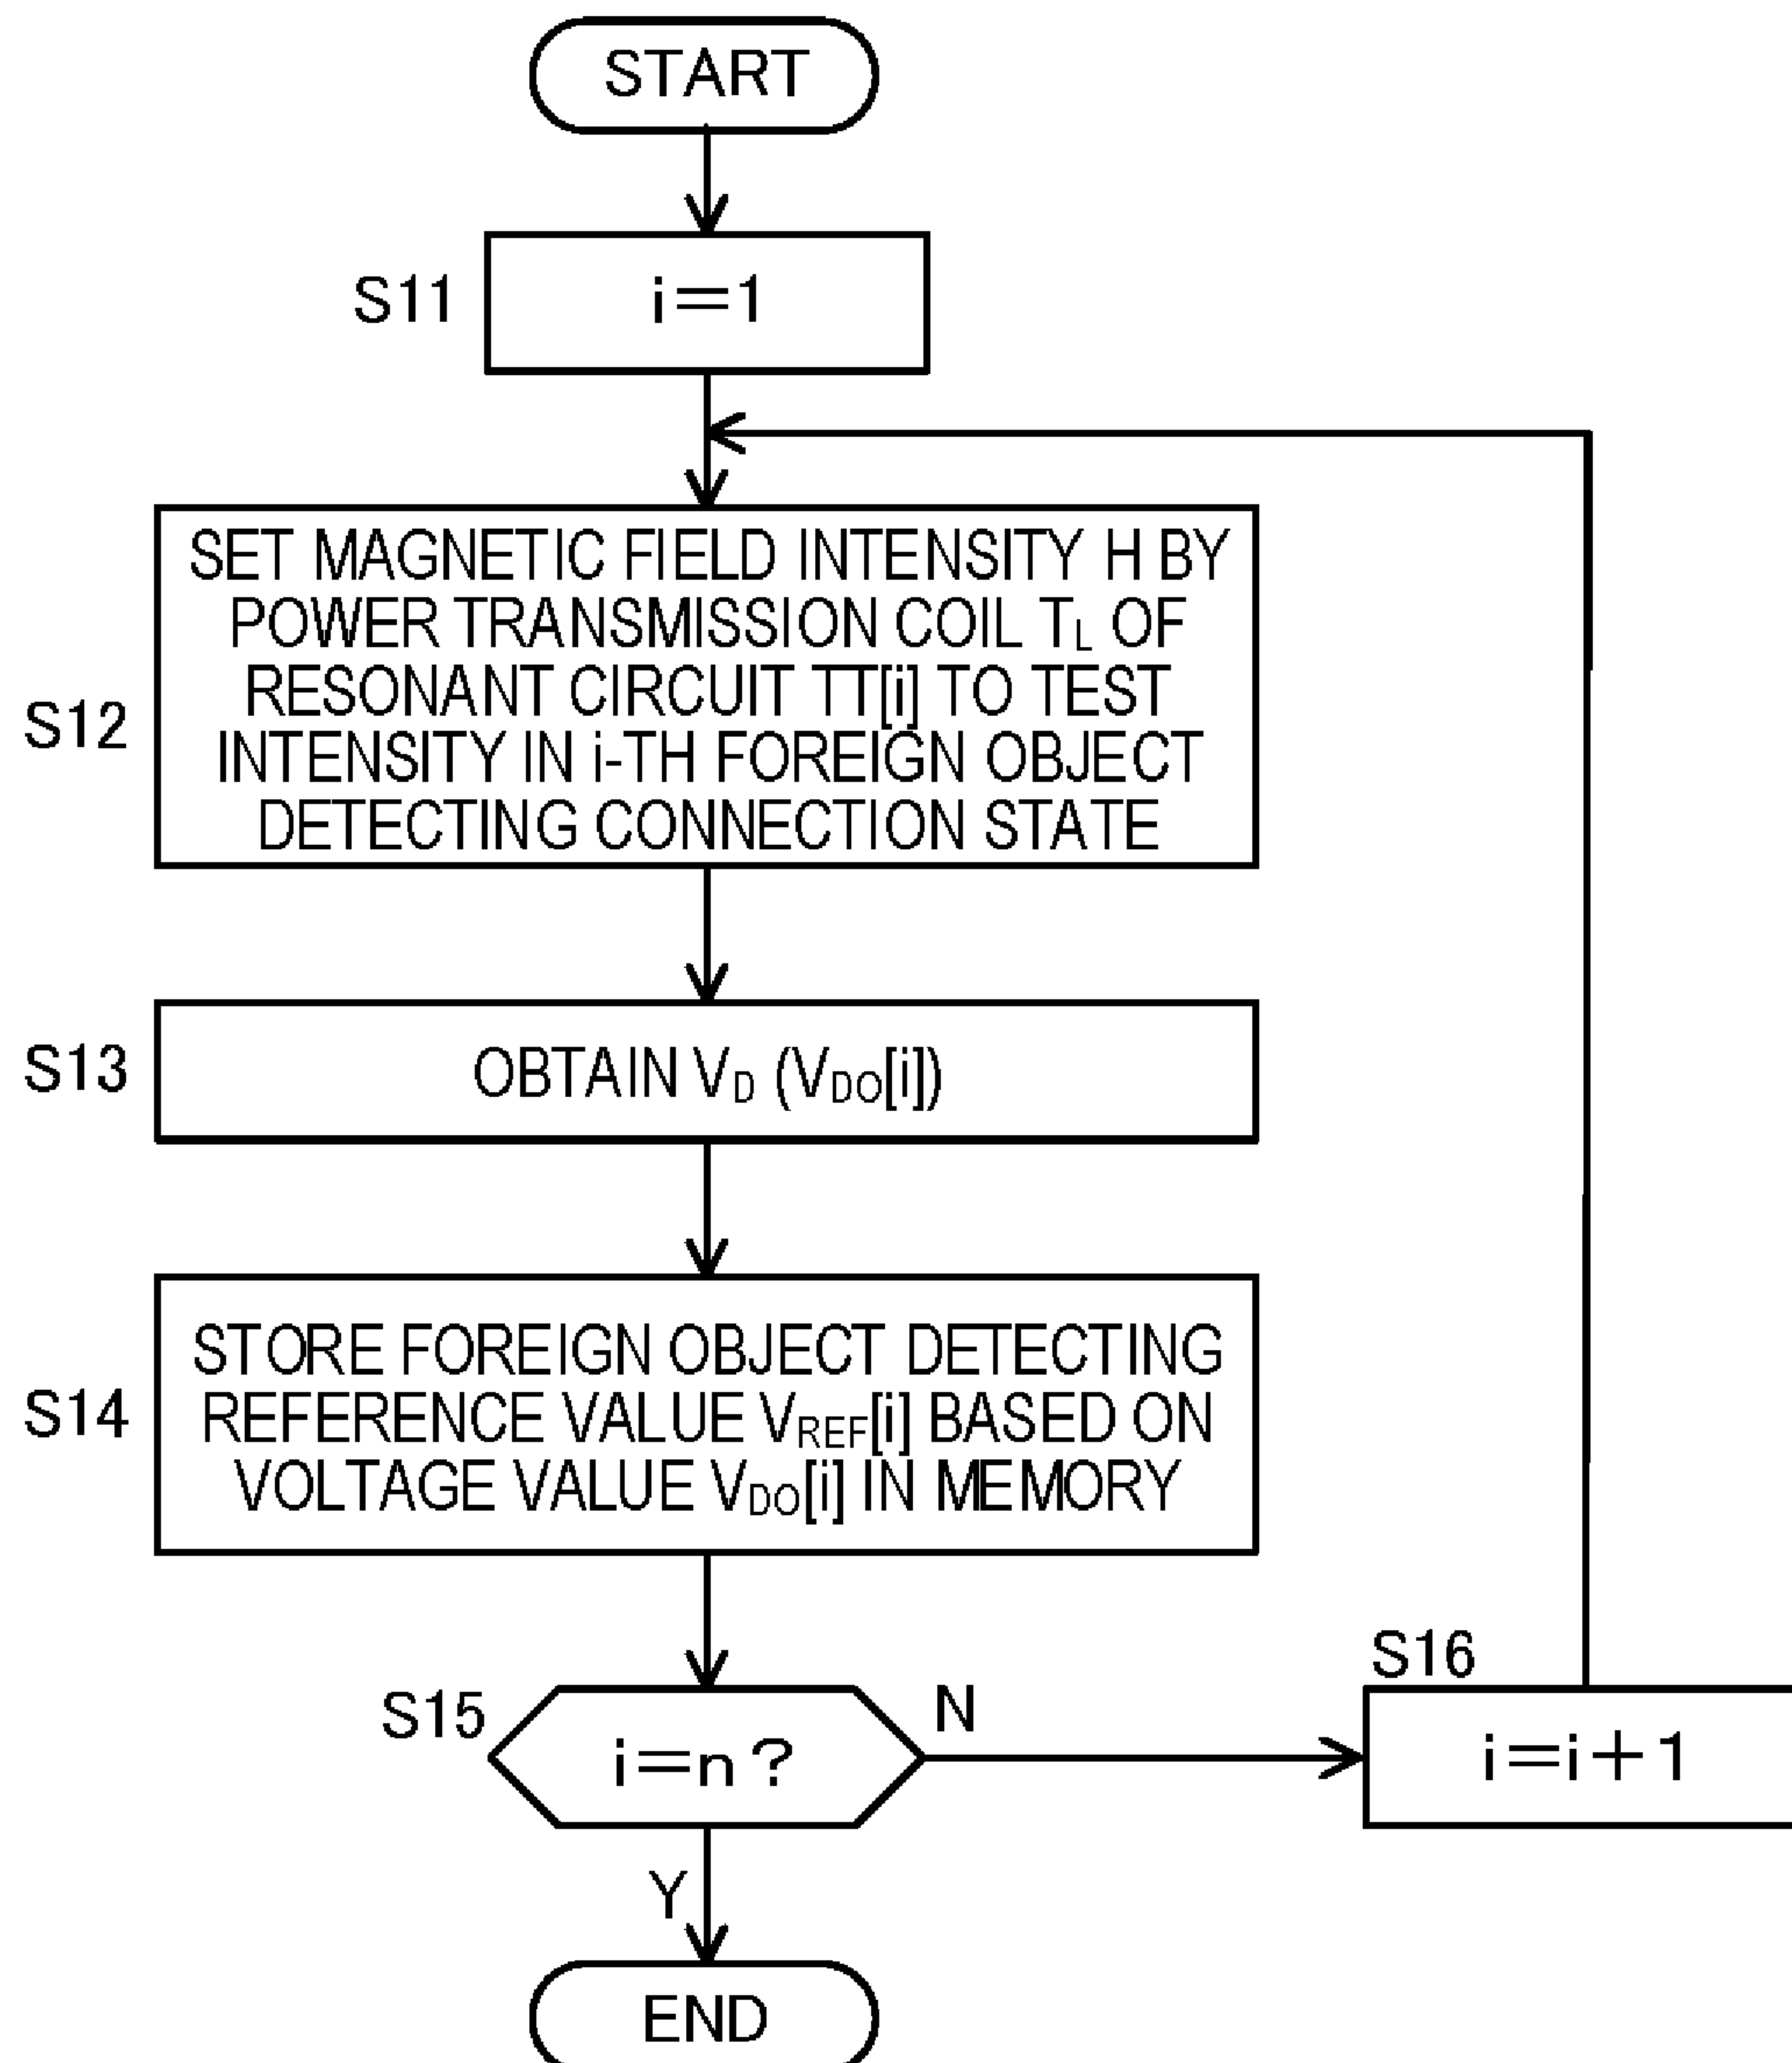 START
S11
i=1
SET MAGNETIC FIELD INTENSITY H BY
POWER TRANSMISSION COIL TL OF
RESONANT CIRCUIT TT[i] TO TEST
S12
INTENSITY IN i-TH FOREIGN OBJECT
DETECTING CONNECTION STATE
S13
OBTAIN VD (VDO[i])
STORE FOREIGN OBJECT DETECTING
S14
REFERENCE VALUE VREF[i] BASED ON
VOLTAGE VALUE VDO[i] IN MEMORY
S15
i=n?
N
S16
i=i+1
Y
END